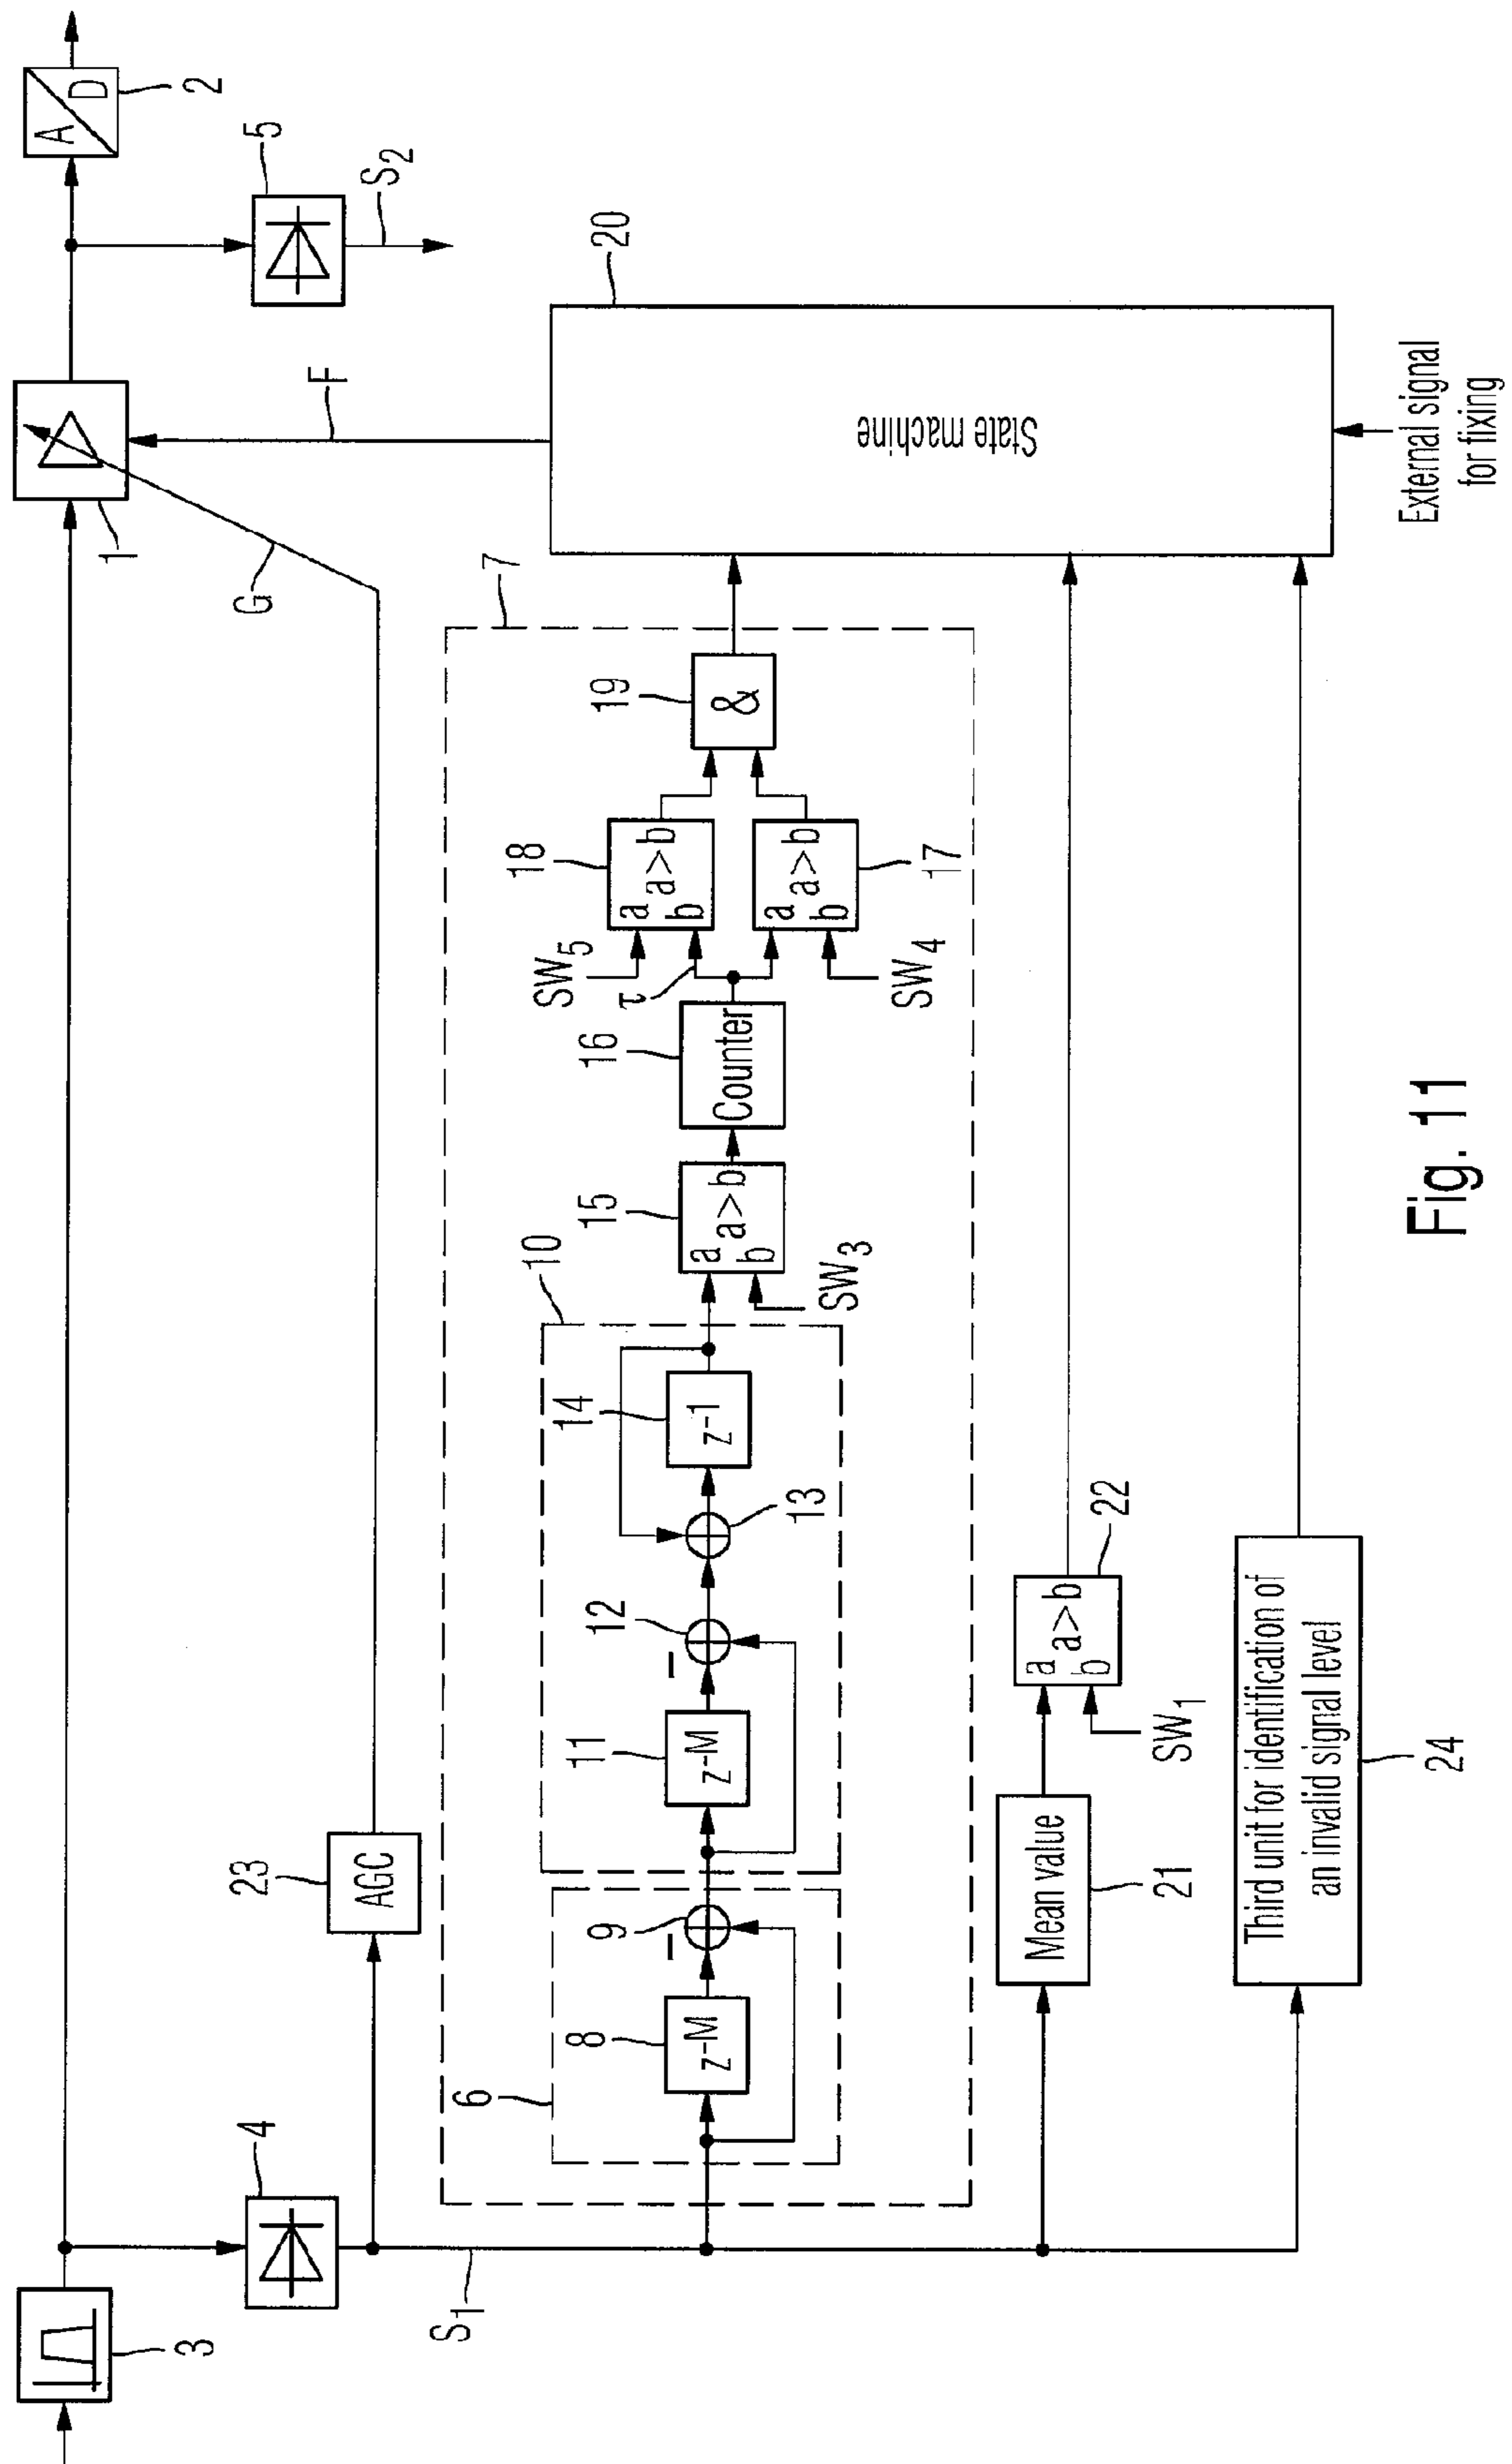 3
4
S1
23
AGC
G
1
F
A
D
2
5
S2
7
6
8
z-M
9
−
10
11
z-M
12
−
13
14
z-1
15
a
a>b
b
SW3
16
Counter
τ
SW5
18
a
a>b
b
17
a
a>b
b
SW4
19
&
20
State machine
External signal
for fixing
Mean value
21
22
a
a>b
b
SW1
Third unit for identification of
an invalid signal level
24
Fig. 11